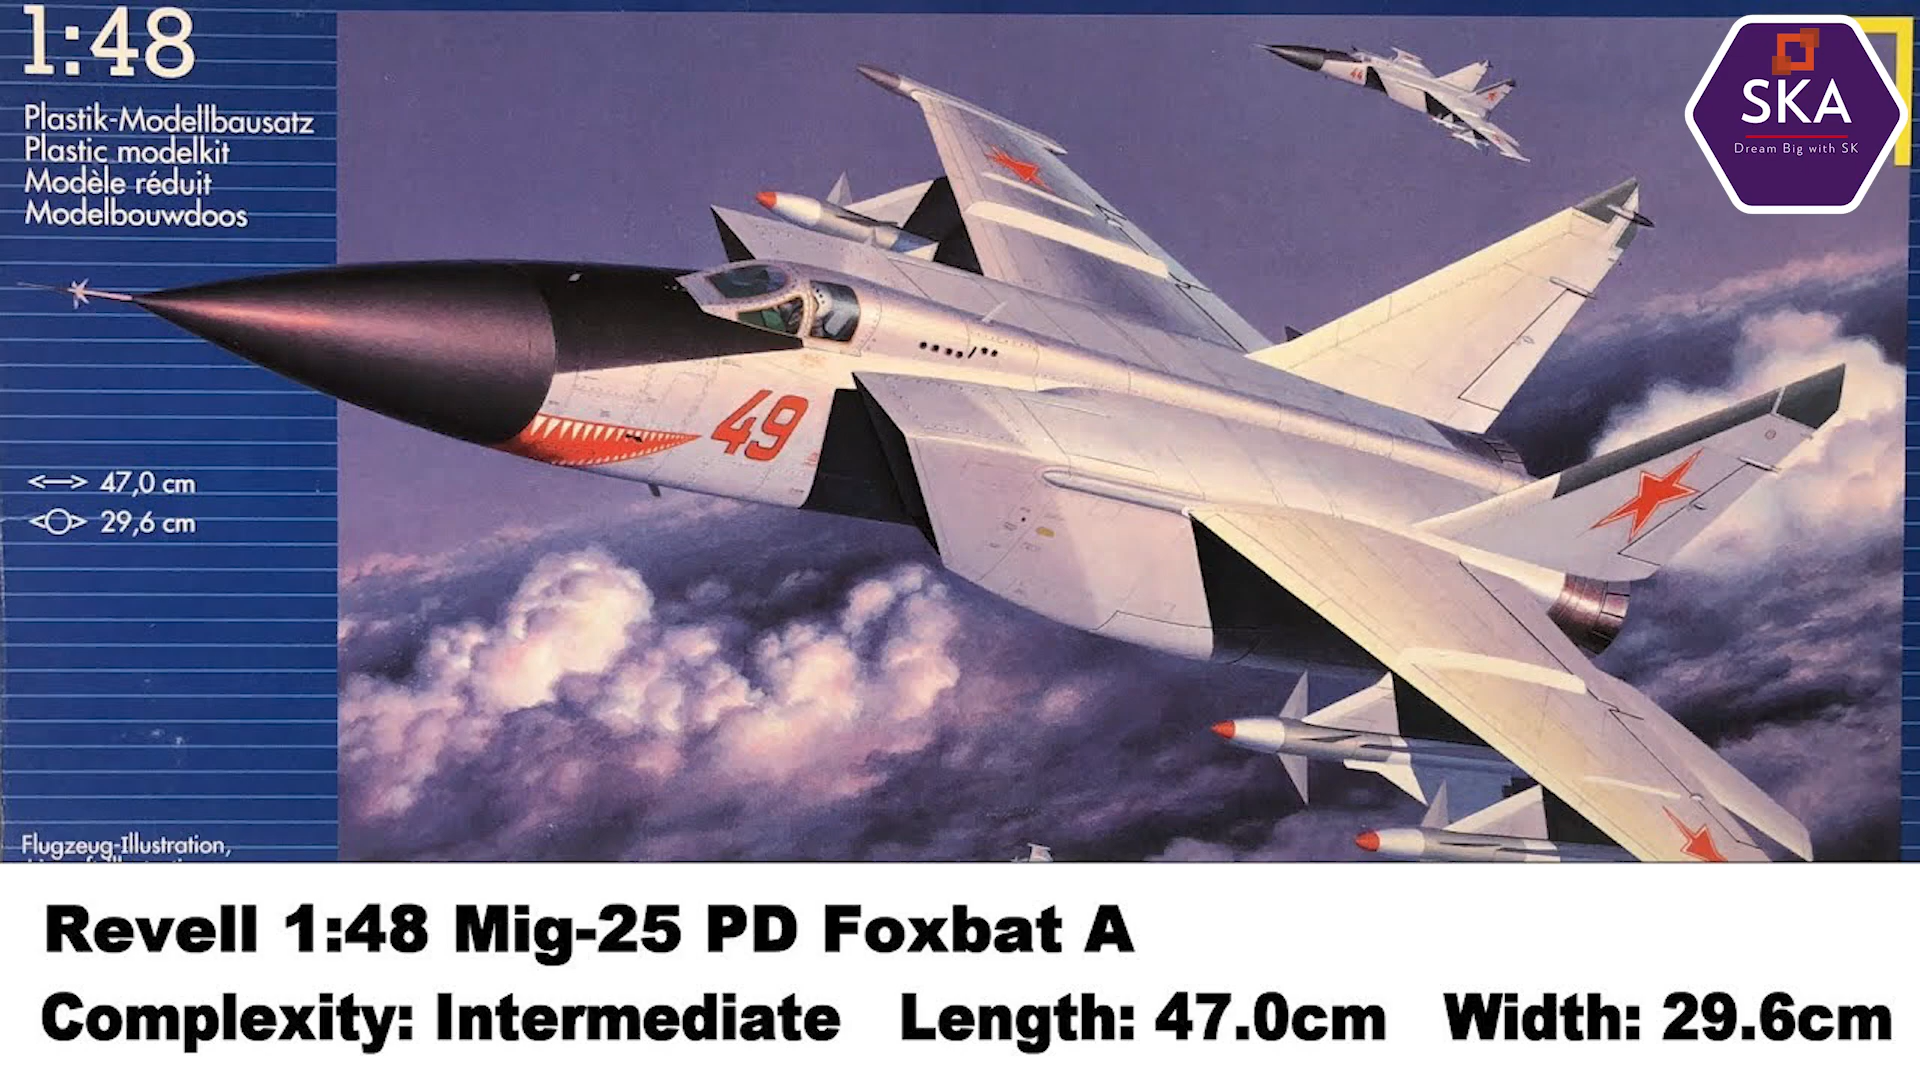 1:48
Plastik-Modellbausatz
Plastic modelkit
Modèle réduit
Modelbouwdoos
47,0 cm
29,6 cm
Flugzeug-Illustration,
49
44
SKA
Dream Big with SK
Revell 1:48 Mig-25 PD Foxbat A
Complexity: Intermediate Length: 47.0cm Width: 29.6cm